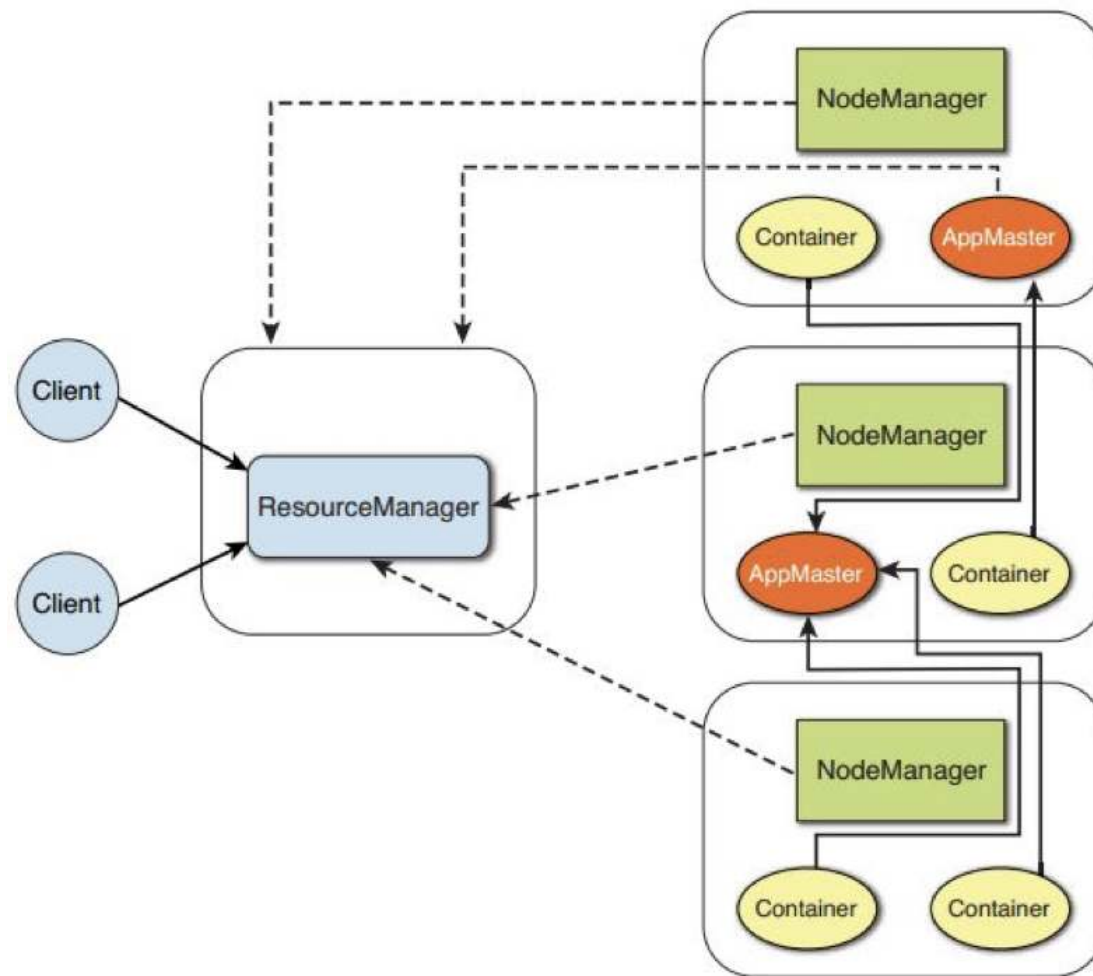 NodeManager
Container
AppMaster
Client
ResourceManager
Client
NodeManager
AppMaster
Container
NodeManager
Container
Container